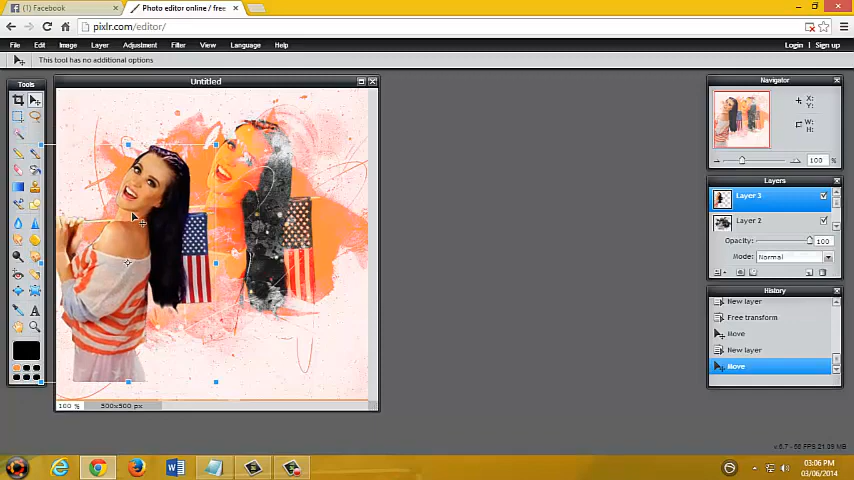 (1) Facebook
Photo editor online / free
pixlr.com/editor/
File Edit Image Layer Adjustment Filter View Language Help
Login | Sign up
This tool has no additional options
Tools
Untitled
Navigator
X:
Y:
W:
H:
100 %
Layers
Layer 3
Layer 2
Opacity: 100
Mode: Normal
History
New layer
Free transform
Move
New layer
Move
100 % 500x500 px
03:06 PM
03/06/2014